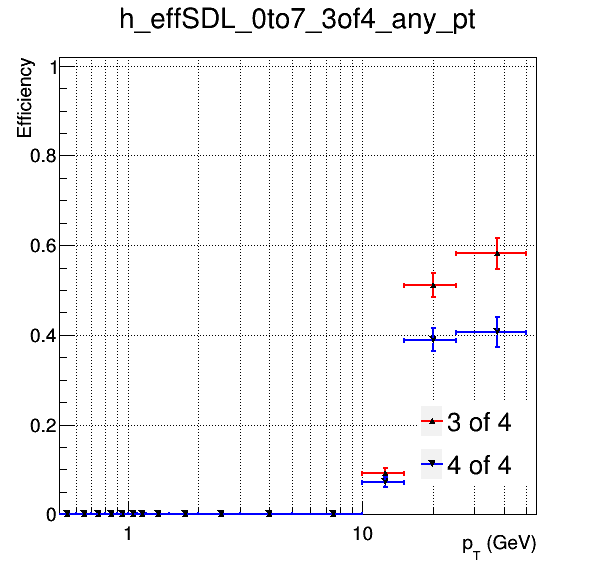 h_effSDL_0to7_3of4_any_pt
Efficiency
1
0.8
0.6
0.4
0.2
0
3 of 4
4 of 4
1
10
p_T (GeV)